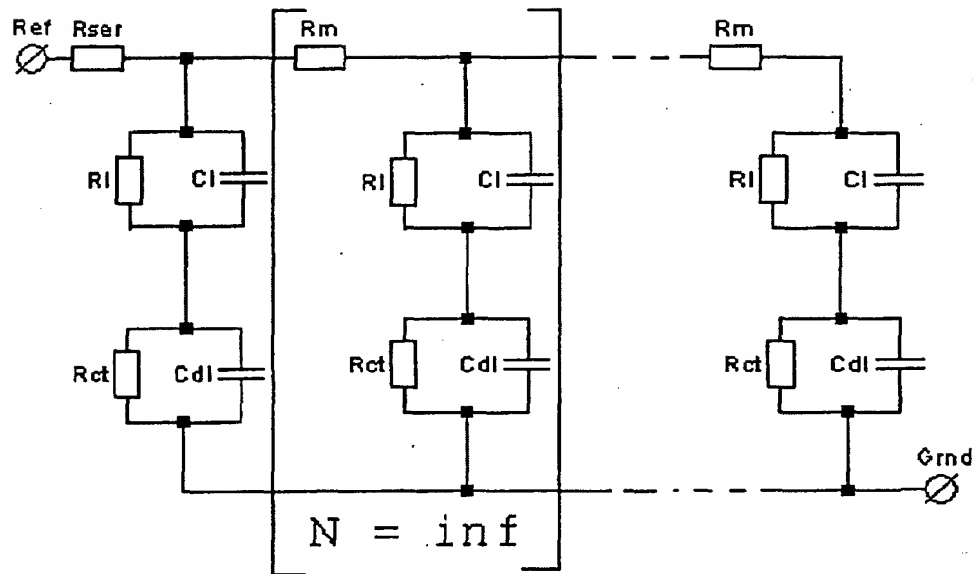 Ref Rser Rm Rm
Rl Cl Rl Cl Rl Cl
Rct Cdl Rct Cdl Rct Cdl
Grnd
N = inf